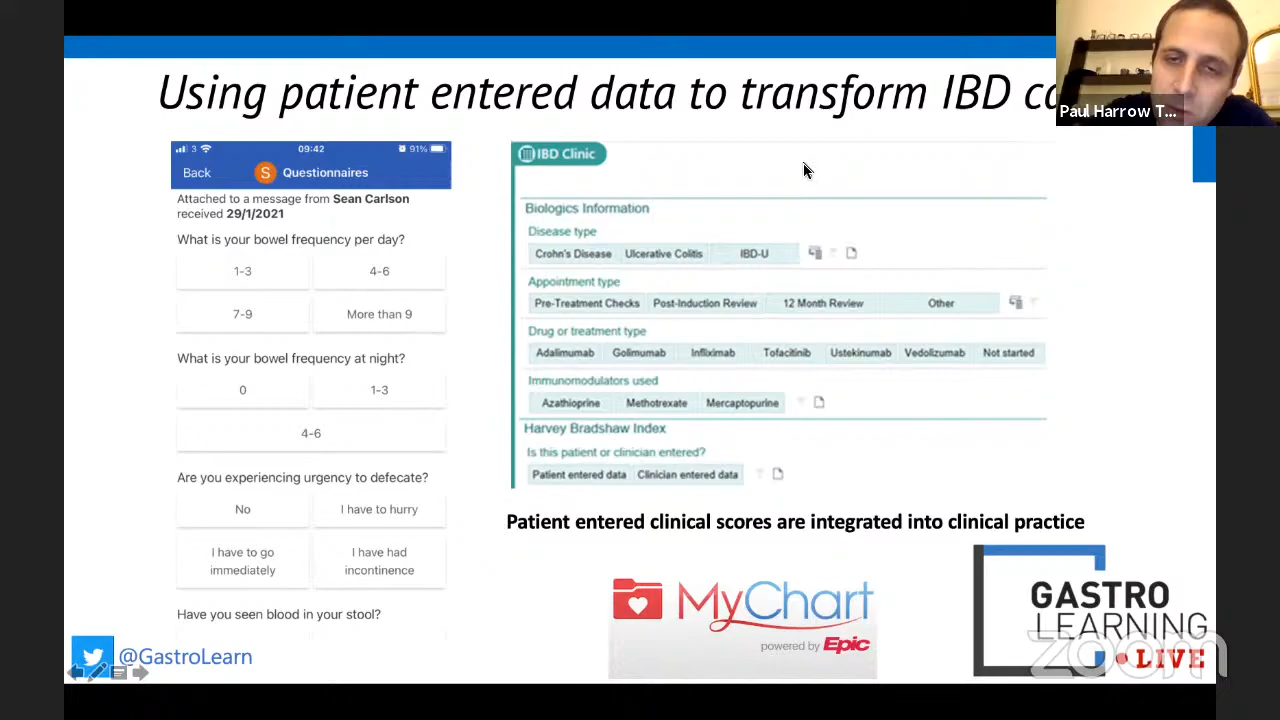 Using patient entered data to transform IBD ca
Paul Harrow T...
3 09:42 91%
Back S Questionnaires
Attached to a message from Sean Carlson
received 29/1/2021
What is your bowel frequency per day?
1-3 4-6
7-9 More than 9
What is your bowel frequency at night?
0 1-3
4-6
Are you experiencing urgency to defecate?
No I have to hurry
I have to go
immediately
I have had
incontinence
Have you seen blood in your stool?
IBD Clinic
Biologics Information
Disease type
Crohn's Disease Ulcerative Colitis IBD-U
Appointment type
Pre-Treatment Checks Post-Induction Review 12 Month Review Other
Drug or treatment type
Adalimumab Golimumab Infliximab Tofacitinib Ustekinumab Vedolizumab Not started
Immunomodulators used
Azathioprine Methotrexate Mercaptopurine
Harvey Bradshaw Index
Is this patient or clinician entered?
Patient entered data Clinician entered data
Patient entered clinical scores are integrated into clinical practice
MyChart
powered by Epic
GASTRO
LEARNING
LIVE
zoom
@GastroLearn